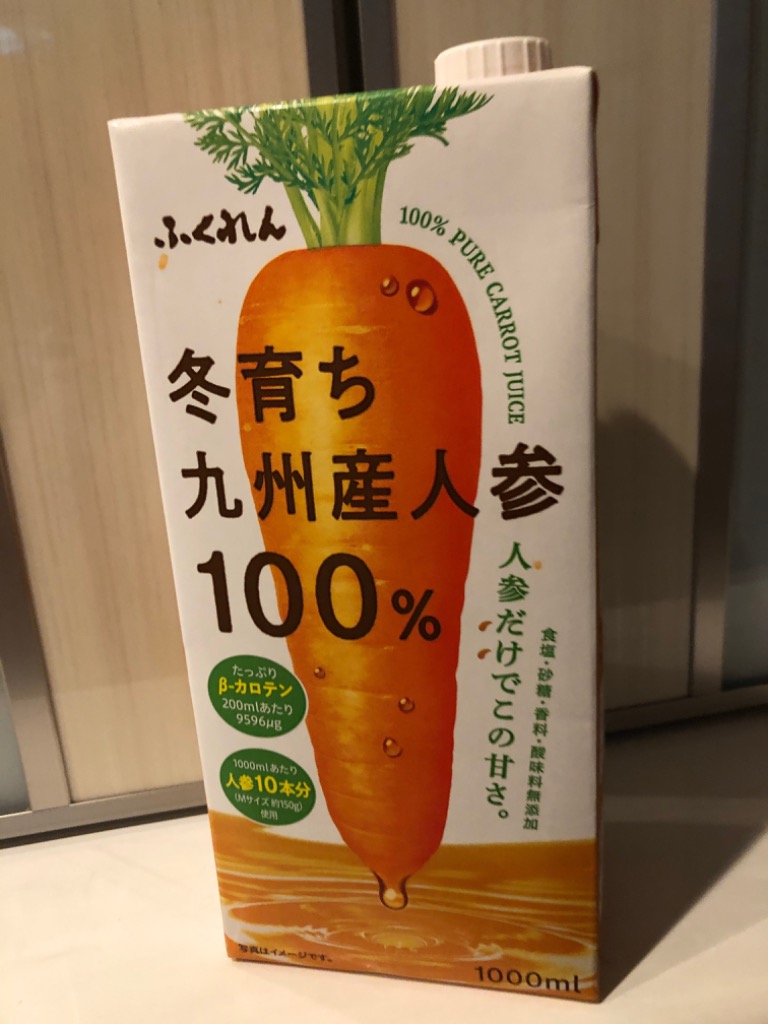 ふくれん
100% PURE CARROT JUICE
冬育ち
九州産人参
100%
人参だけでこの甘さ。
食塩・砂糖・香料・酸味料無添加
たっぷり
β-カロテン
200mlあたり
9596μg
1000mlあたり
人参10本分
(Mサイズ 約150g)
使用
写真はイメージです。
1000ml